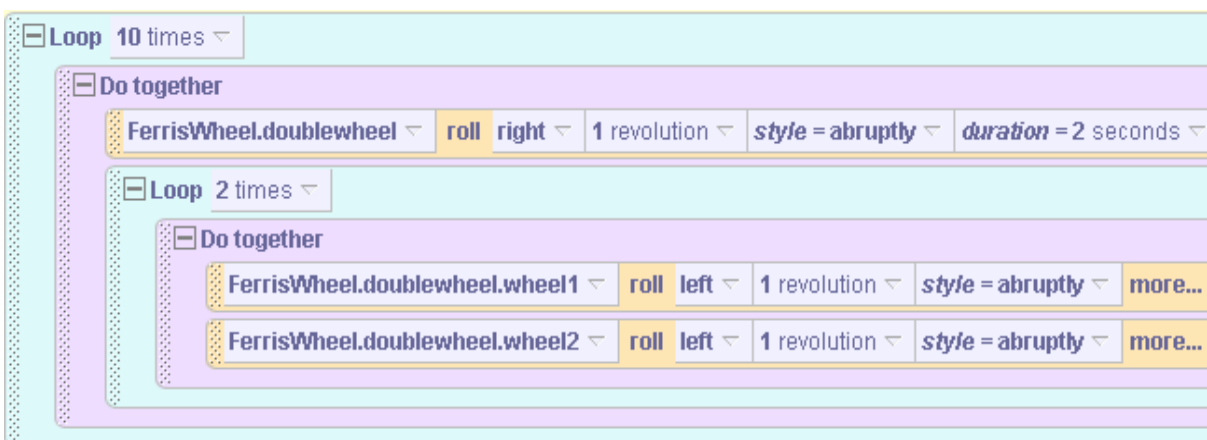 Loop 10 times
Do together
FerrisWheel.doublewheel roll right 1 revolution style = abruptly duration = 2 seconds
Loop 2 times
Do together
FerrisWheel.doublewheel.wheel1 roll left 1 revolution style = abruptly more...
FerrisWheel.doublewheel.wheel2 roll left 1 revolution style = abruptly more...